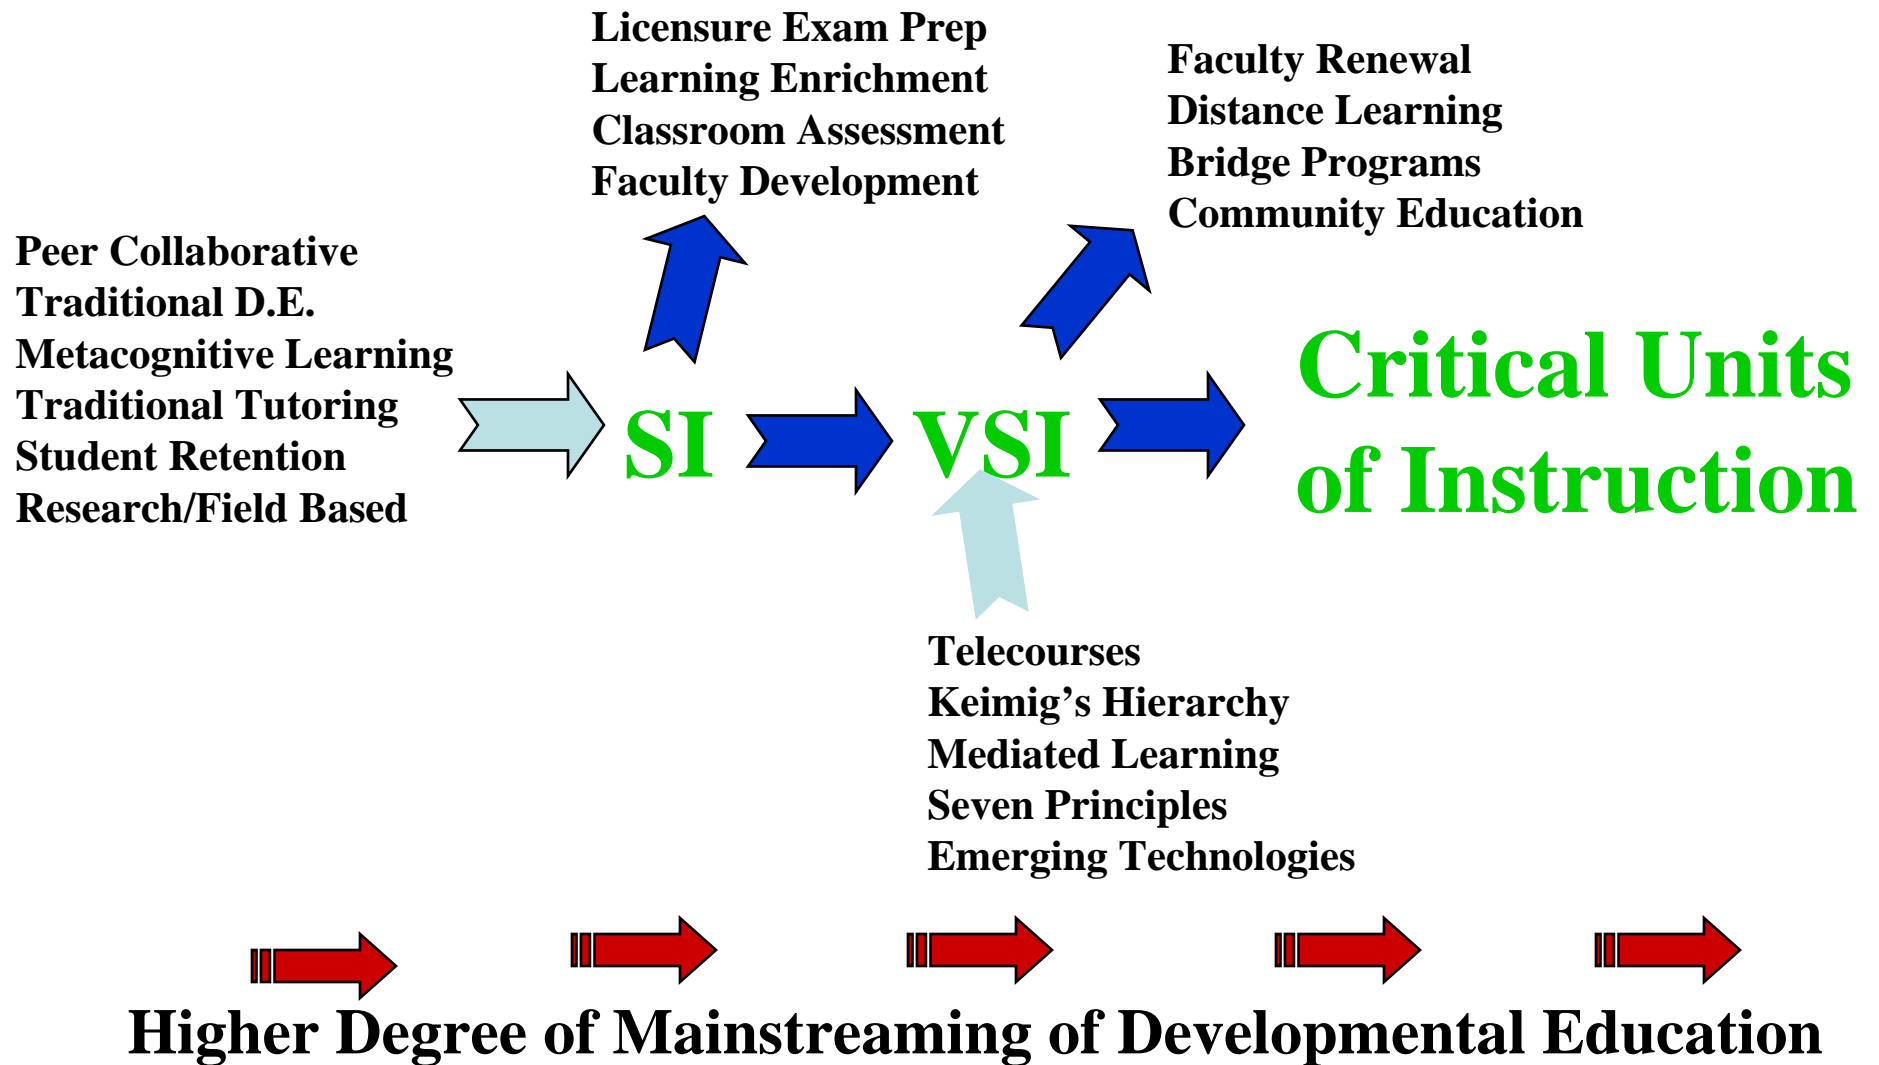 Licensure Exam Prep
Learning Enrichment
Classroom Assessment
Faculty Development
Faculty Renewal
Distance Learning
Bridge Programs
Community Education
Peer Collaborative
Traditional D.E.
Metacognitive Learning
Traditional Tutoring
Student Retention
Research/Field Based
SI
VSI
Critical Units
of Instruction
Telecourses
Keimig’s Hierarchy
Mediated Learning
Seven Principles
Emerging Technologies
Higher Degree of Mainstreaming of Developmental Education